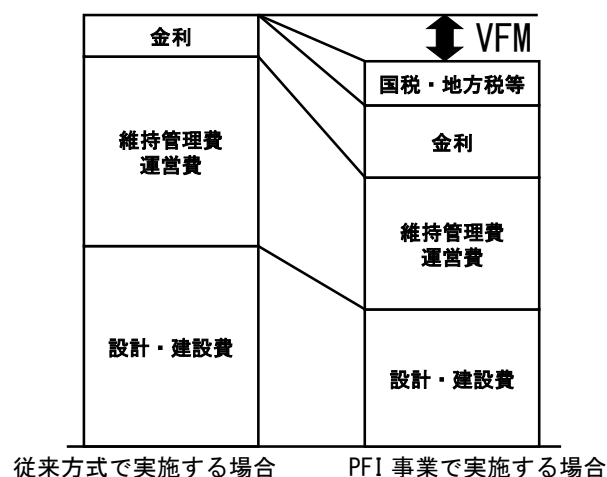 金利
維持管理費
運営費
設計・建設費
従来方式で実施する場合
VFM
国税・地方税等
金利
維持管理費
運営費
設計・建設費
PFI 事業で実施する場合